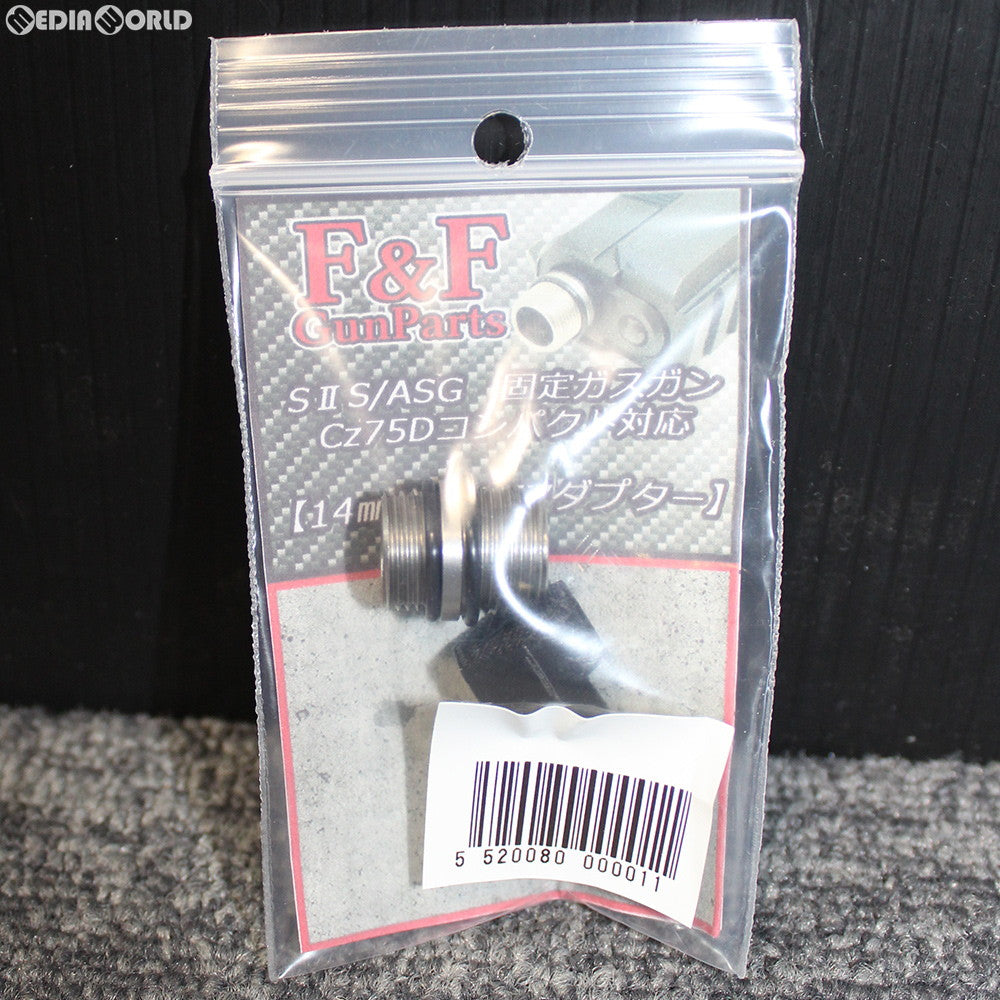 MEDIAWORLD
F&F
GunParts
SⅡS/ASG 固定ガスガン
Cz75Dコンパクト対応
【14㎜ アダプター】
5 520080 000011